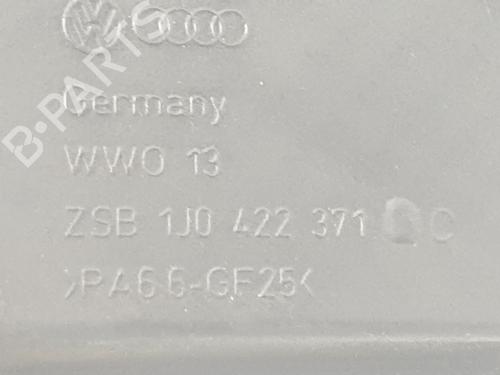 B-PARTS
Germany
WWO 13
ZSB 1J0 422 371 C
>PA66-GF25<